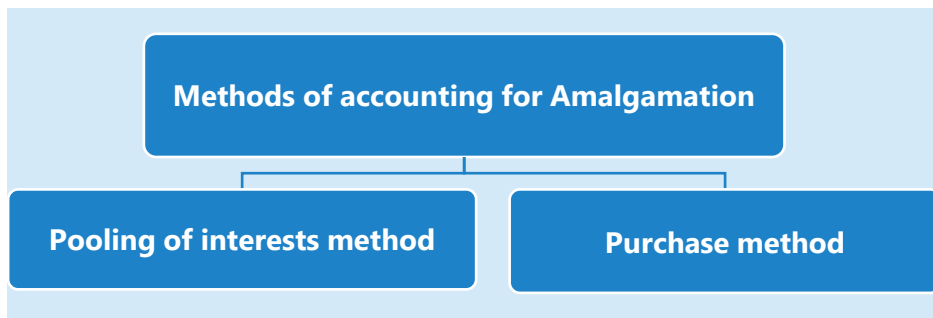 Methods of accounting for Amalgamation
Pooling of interests method
Purchase method